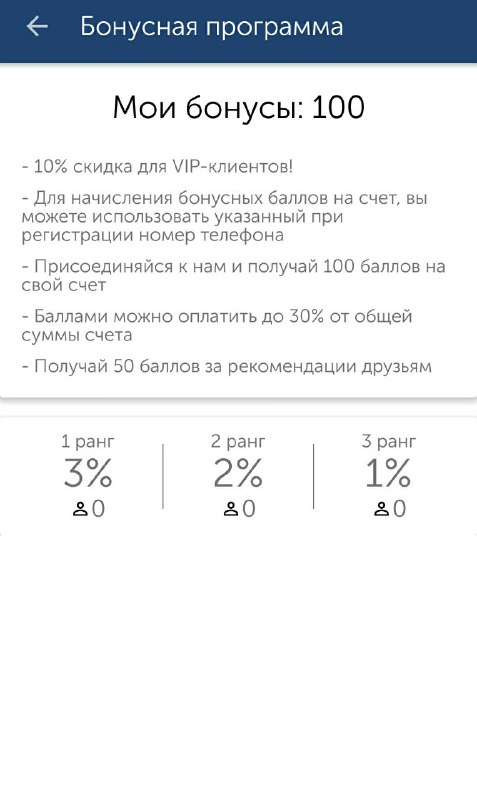 Бонусная программа
Мои бонусы: 100
- 10% скидка для VIP-клиентов!
- Для начисления бонусных баллов на счет, вы
можете использовать указанный при
регистрации номер телефона
- Присоединяйся к нам и получай 100 баллов на
свой счет
- Баллами можно оплатить до 30% от общей
суммы счета
- Получай 50 баллов за рекомендации друзьям
1 ранг 2 ранг 3 ранг
3% 2% 1%
0 0 0